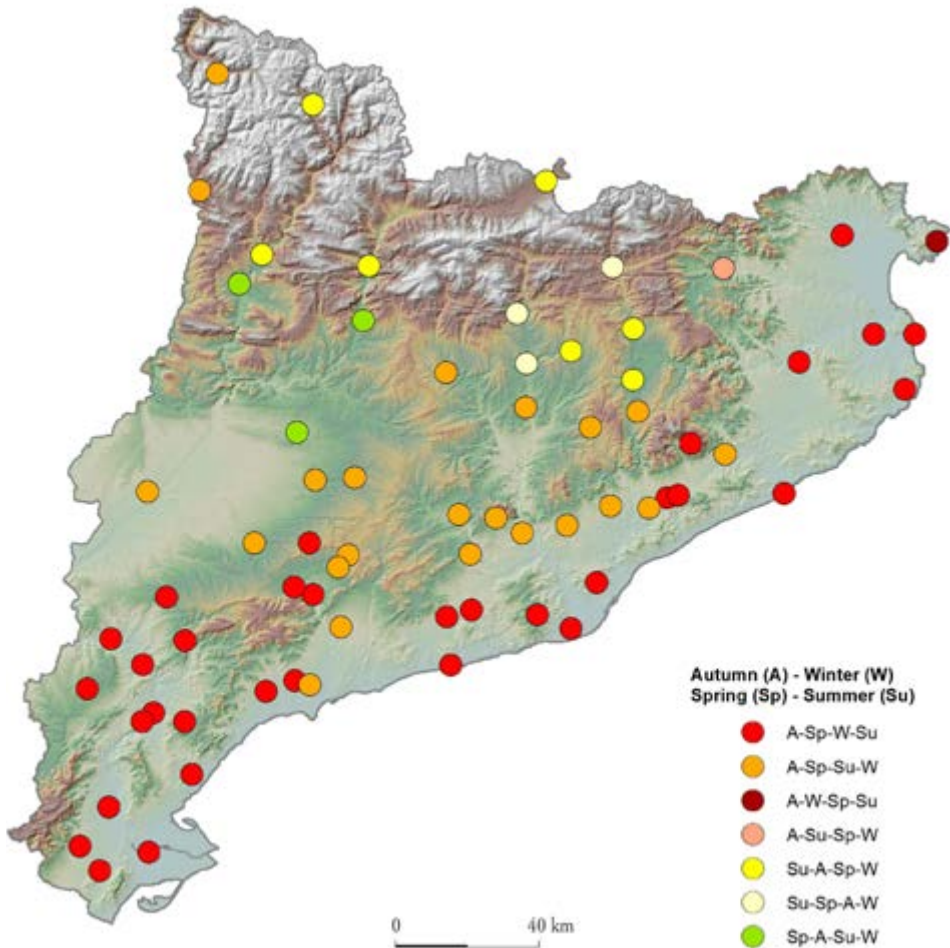 Autumn (A) - Winter (W)
Spring (Sp) - Summer (Su)
A-Sp-W-Su
A-Sp-Su-W
A-W-Sp-Su
A-Su-Sp-W
Su-A-Sp-W
Su-Sp-A-W
Sp-A-Su-W
0 40 km